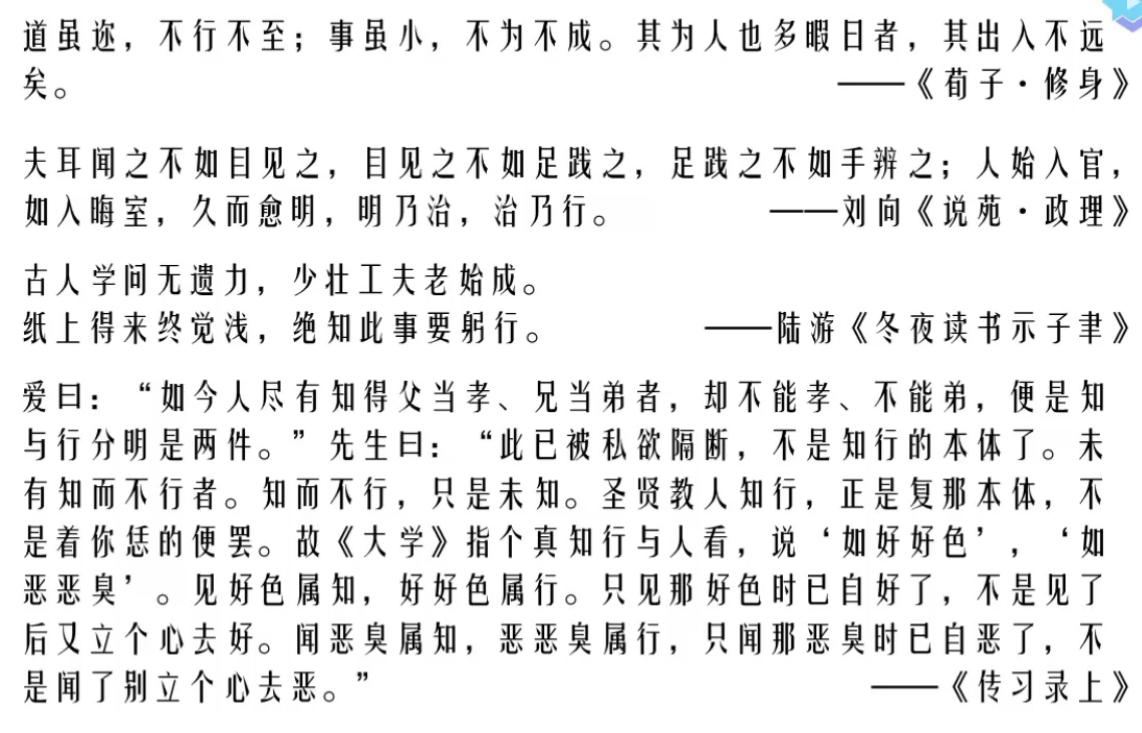 道虽迩，不行不至；事虽小，不为不成。其为人也多暇日者，其出入不远
矣。 ——《荀子·修身》
夫耳闻之不如目见之，目见之不如足践之，足践之不如手辨之；人始入官，
如入晦室，久而愈明，明乃治，治乃行。 ——刘向《说苑·政理》
古人学问无遗力，少壮工夫老始成。
纸上得来终觉浅，绝知此事要躬行。 ——陆游《冬夜读书示子聿》
爱曰：“如今人尽有知得父当孝、兄当弟者，却不能孝、不能弟，便是知
与行分明是两件。”先生曰：“此已被私欲隔断，不是知行的本体了。未
有知而不行者。知而不行，只是未知。圣贤教人知行，正是复那本体，不
是着你恁的便罢。故《大学》指个真知行与人看，说‘如好好色’，‘如
恶恶臭’。见好色属知，好好色属行。只见那好色时已自好了，不是见了
后又立个心去好。闻恶臭属知，恶恶臭属行，只闻那恶臭时已自恶了，不
是闻了别立个心去恶。” ——《传习录上》